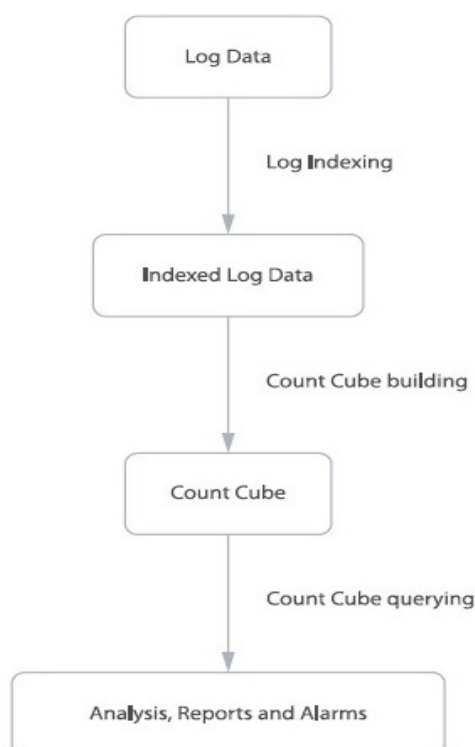 Log Data
Log Indexing
Indexed Log Data
Count Cube building
Count Cube
Count Cube querying
Analysis, Reports and Alarms